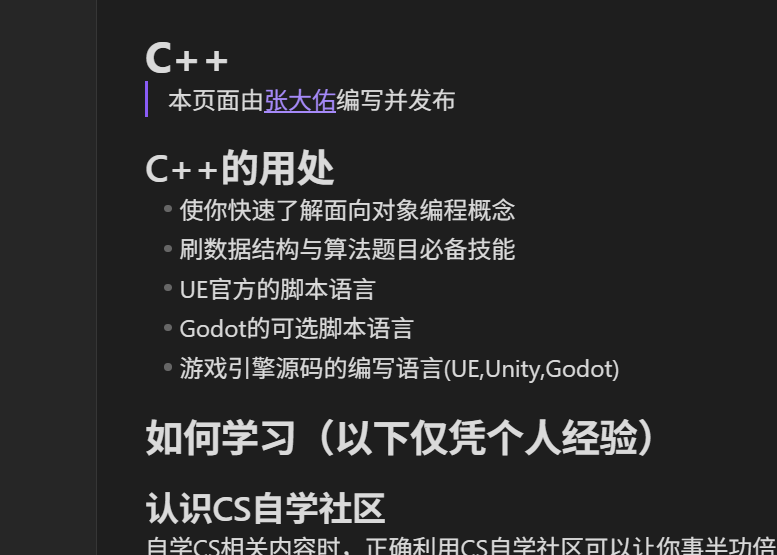 C++
本页面由张大佑编写并发布
C++的用处
使你快速了解面向对象编程概念
刷数据结构与算法题目必备技能
UE官方的脚本语言
Godot的可选脚本语言
游戏引擎源码的编写语言(UE,Unity,Godot)
如何学习（以下仅凭个人经验）
认识CS自学社区
自学CS相关内容时，正确利用CS自学社区可以让你事半功倍